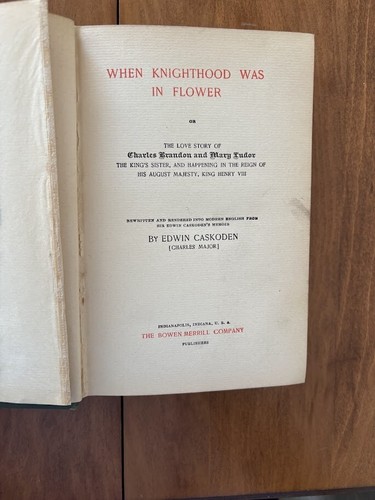 WHEN KNIGHTHOOD WAS
IN FLOWER
OR
THE LOVE STORY OF
Charles Brandon and Mary Tudor
THE KING'S SISTER, AND HAPPENING IN THE REIGN OF
HIS AUGUST MAJESTY, KING HENRY VIII
REWRITTEN AND RENDERED INTO MODERN ENGLISH FROM
SIR EDWIN CASKODEN'S MEMOIR
BY EDWIN CASKODEN
[CHARLES MAJOR]
INDIANAPOLIS, INDIANA, U. S. A.
THE BOWEN-MERRILL COMPANY
PUBLISHERS